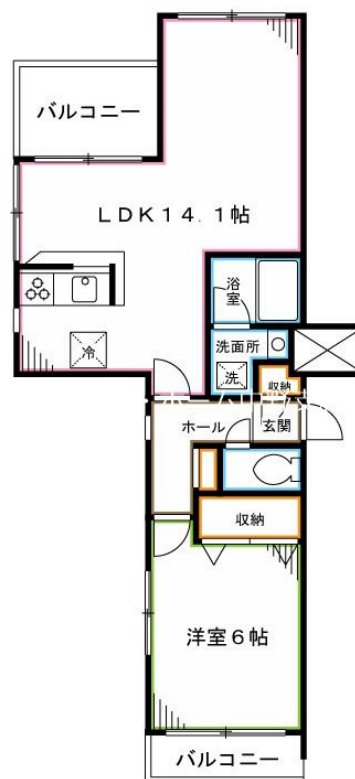 バルコニー
LDK14.1帖
浴室
洗面所
冷
洗
収納
ホール
玄関
収納
洋室6帖
バルコニー